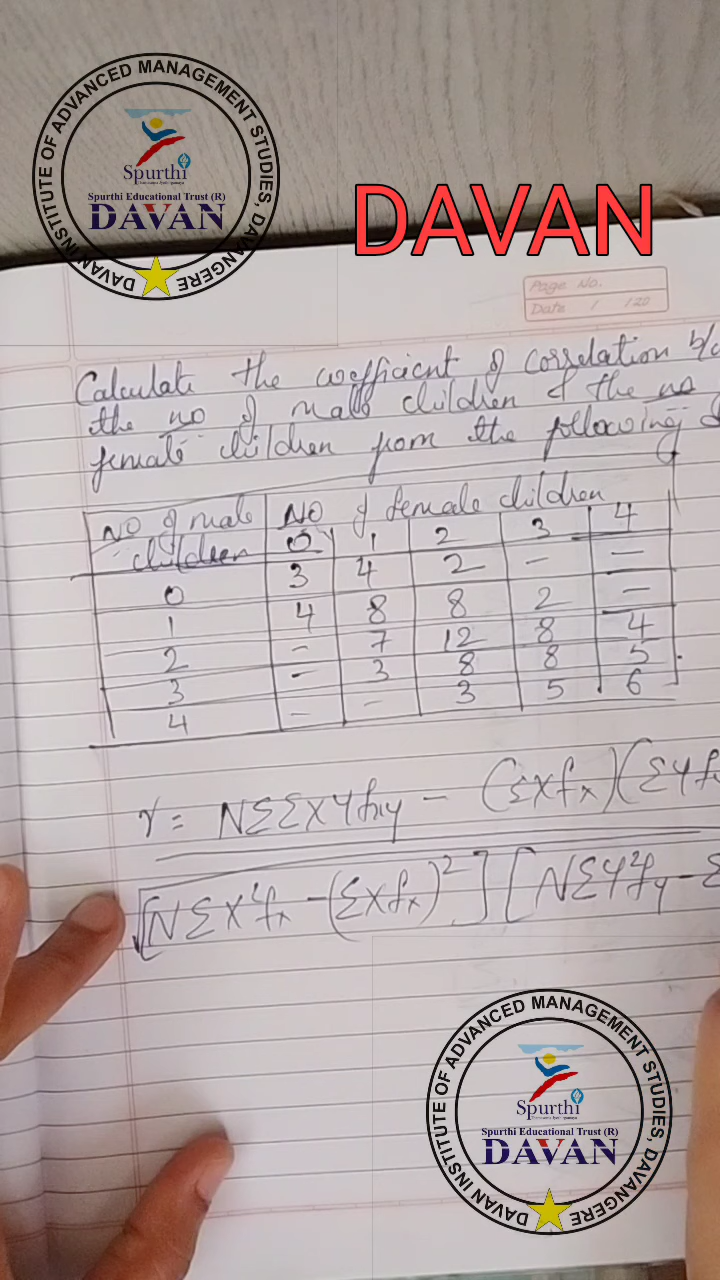 DAVAN INSTITUTE OF ADVANCED MANAGEMENT STUDIES, DAVANGERE
Spurthi
Spurthi Educational Trust (R)
DAVAN
DAVAN
Page No.
Date / /20
Calculate the coefficient of correlation b/w
the no of male children & the no
female children from the following
No of male children | No of female children
0 1 2 3 4
0 3 4 2 - -
1 4 8 8 2 -
2 - 7 12 8 4
3 - 3 8 8 5
4 - - 3 5 6
r = NΣΣXYfxy - (ΣXfx)(ΣYf
√[NΣX²fx - (Σxfx)²] [NΣY²fy - Σ
DAVAN INSTITUTE OF ADVANCED MANAGEMENT STUDIES, DAVANGERE
Spurthi
Spurthi Educational Trust (R)
DAVAN